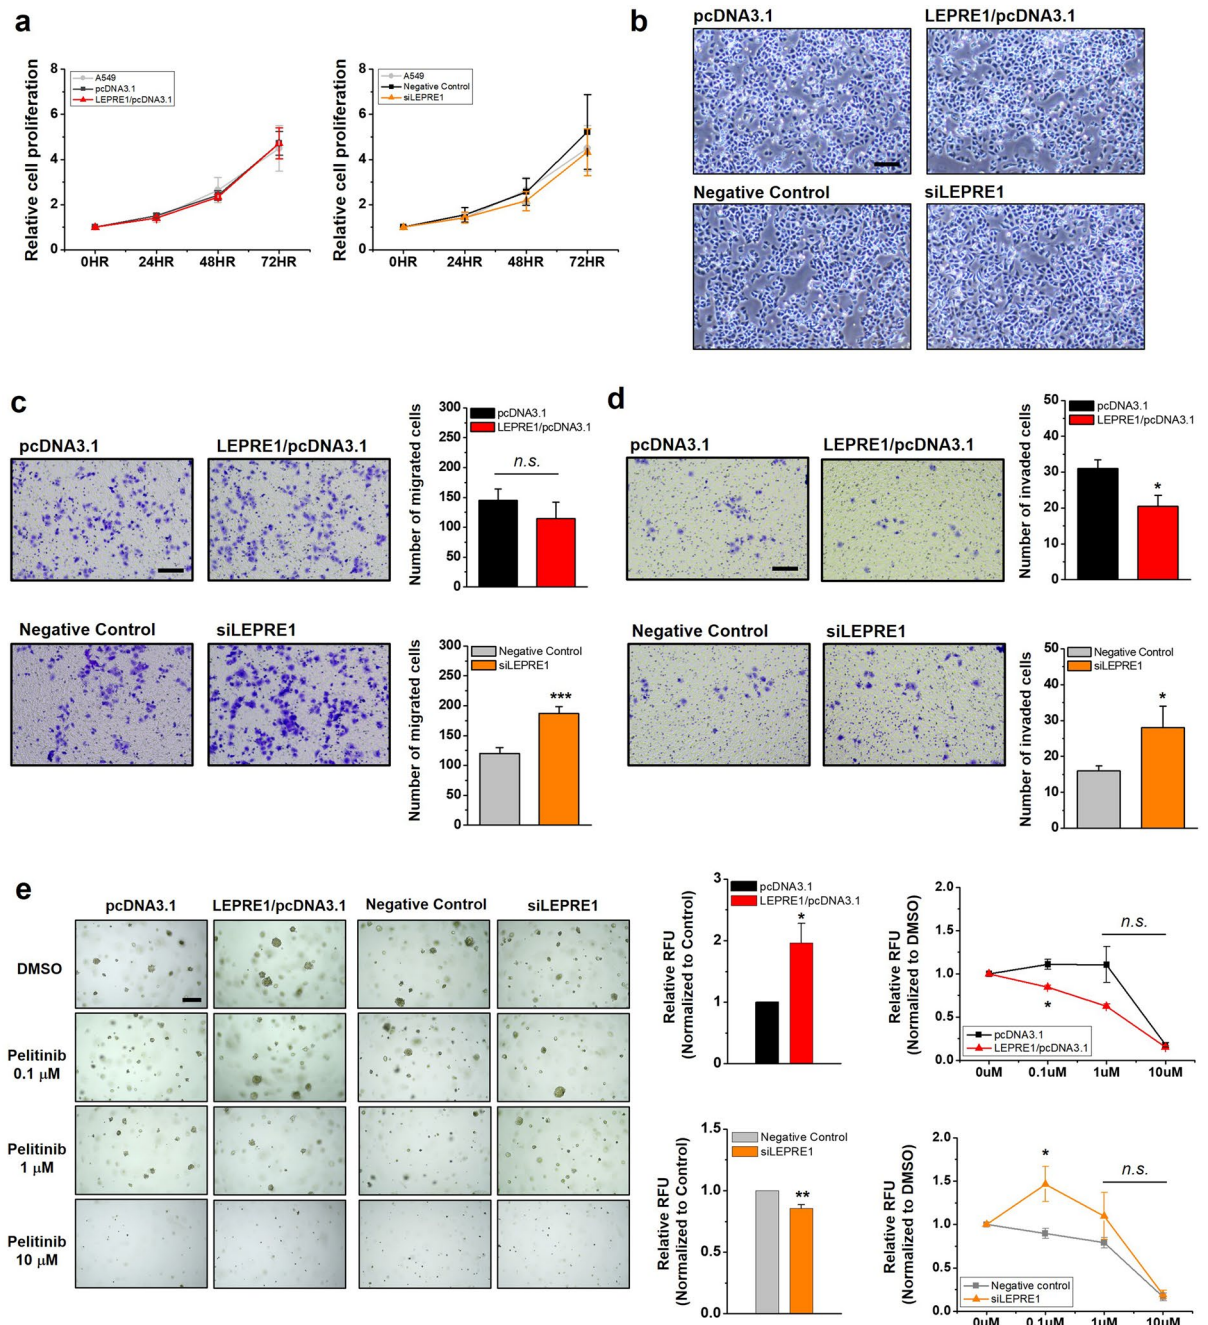 a
Relative cell proliferation
8
6
4
2
0
A549
pcDNA3.1
LEPRE1/pcDNA3.1
0HR 24HR 48HR 72HR
Relative cell proliferation
8
6
4
2
0
A549
Negative Control
siLEPRE1
0HR 24HR 48HR 72HR
b
pcDNA3.1 LEPRE1/pcDNA3.1
Negative Control siLEPRE1
c
pcDNA3.1 LEPRE1/pcDNA3.1
Number of migrated cells
300
250
200
150
100
50
0
pcDNA3.1
LEPRE1/pcDNA3.1
n.s.
Negative Control siLEPRE1
Number of migrated cells
300
250
200
150
100
50
0
Negative Control
siLEPRE1
***
d
pcDNA3.1 LEPRE1/pcDNA3.1
Number of invaded cells
50
40
30
20
10
0
pcDNA3.1
LEPRE1/pcDNA3.1
*
Negative Control siLEPRE1
Number of invaded cells
50
40
30
20
10
0
Negative Control
siLEPRE1
*
e
pcDNA3.1 LEPRE1/pcDNA3.1 Negative Control siLEPRE1
DMSO
Pelitinib
0.1 μM
Pelitinib
1 μM
Pelitinib
10 μM
Relative RFU
(Normalized to Control)
3
2
1
0
pcDNA3.1
LEPRE1/pcDNA3.1
*
Relative RFU
(Normalized to DMSO)
2.0
1.5
1.0
0.5
0.0
n.s.
*
pcDNA3.1
LEPRE1/pcDNA3.1
0uM 0.1uM 1uM 10uM
Relative RFU
(Normalized to Control)
1.5
1.0
0.5
0.0
Negative Control
siLEPRE1
**
Relative RFU
(Normalized to DMSO)
2.0
1.5
1.0
0.5
0.0
*
n.s.
Negative control
siLEPRE1
0uM 0.1uM 1uM 10uM